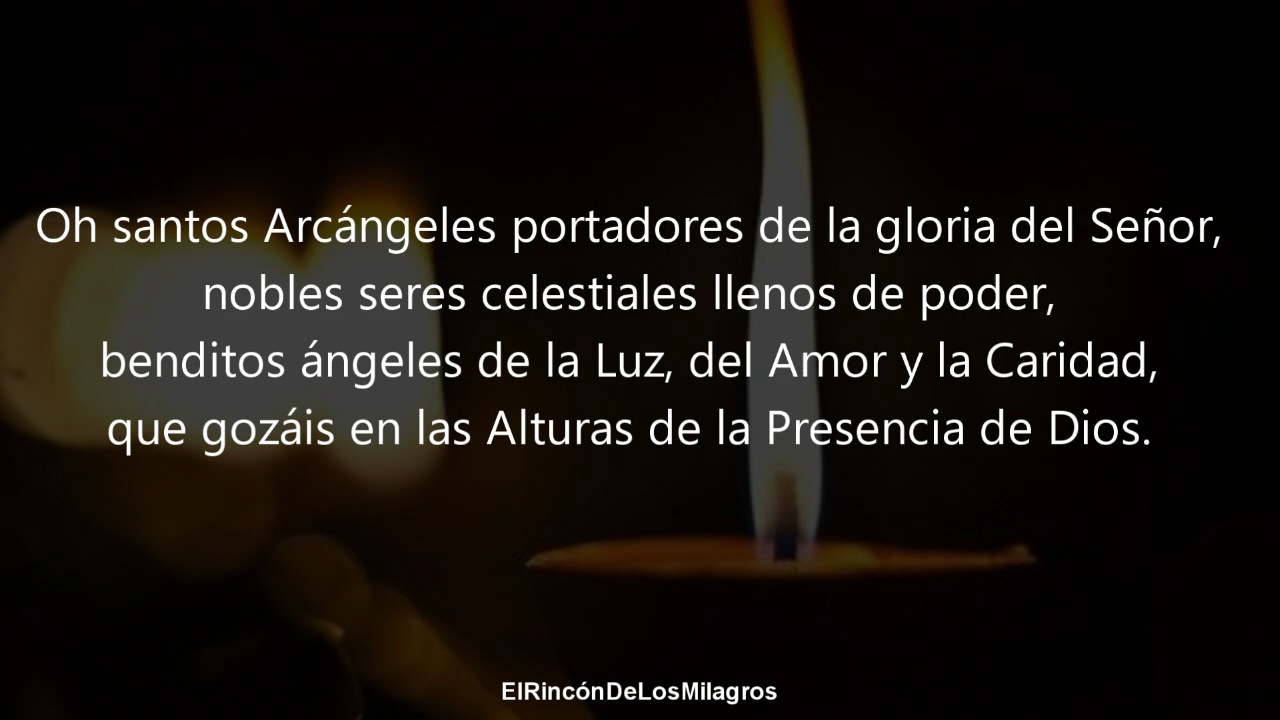 Oh santos Arcángeles portadores de la gloria del Señor,
nobles seres celestiales llenos de poder,
benditos ángeles de la Luz, del Amor y la Caridad,
que gozáis en las Alturas de la Presencia de Dios.
ElRincónDeLosMilagros